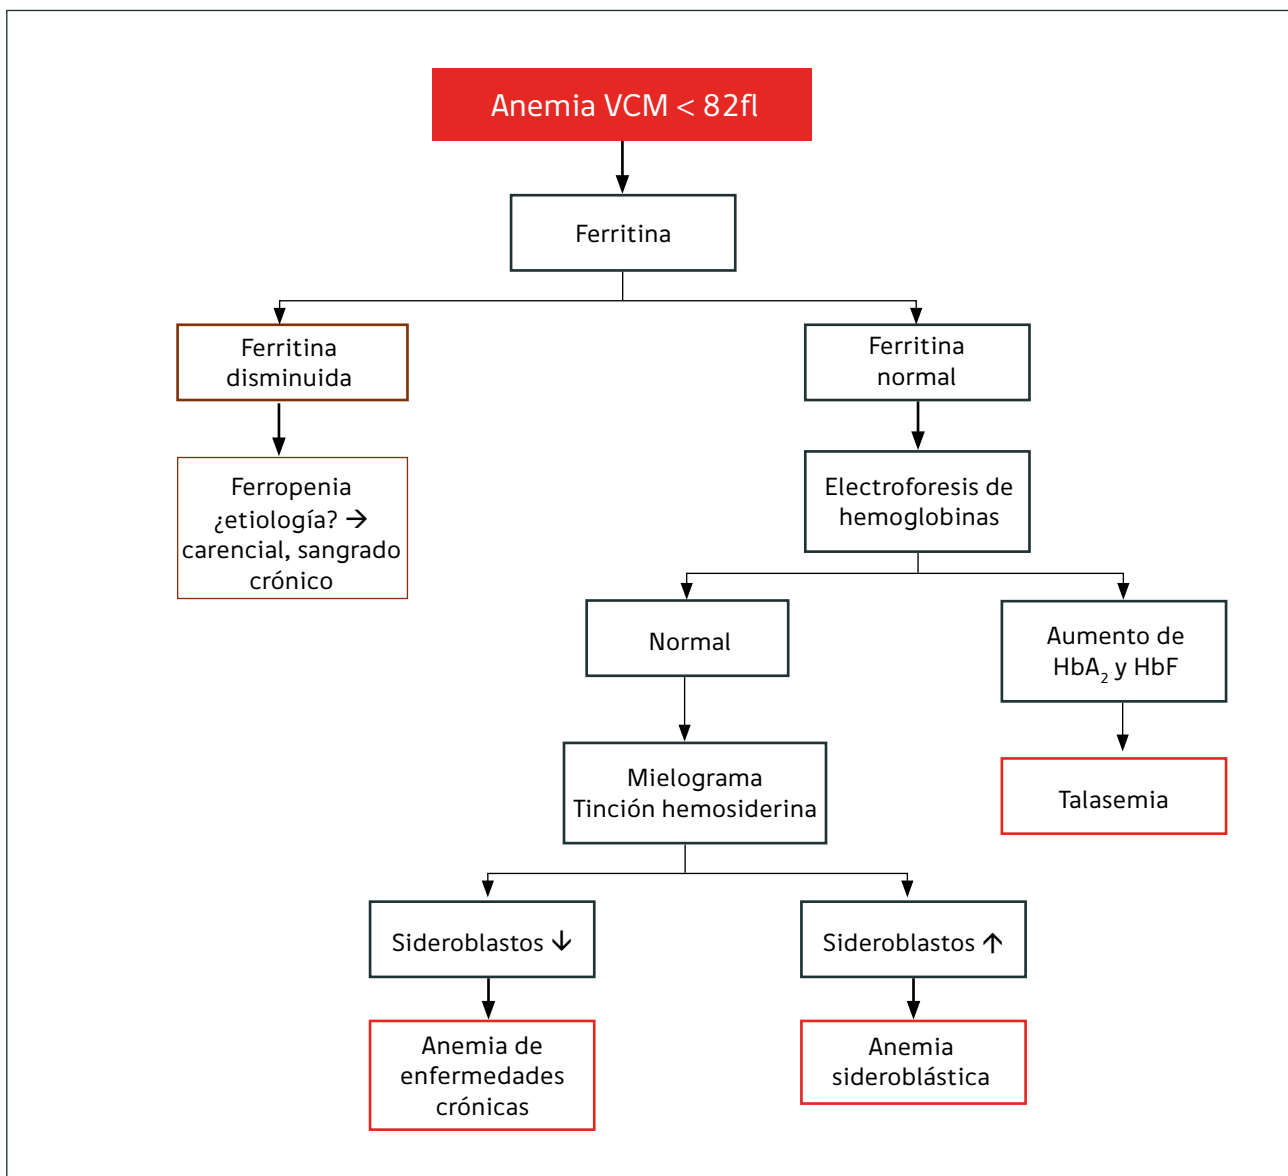 Anemia VCM < 82fl
Ferritina
Ferritina
disminuida
Ferritina
normal
Ferropenia
¿etiología? →
carencial, sangrado
crónico
Electroforesis de
hemoglobinas
Normal
Aumento de
HbA₂ y HbF
Mielograma
Tinción hemosiderina
Talasemia
Sideroblastos ↓
Sideroblastos ↑
Anemia de
enfermedades
crónicas
Anemia
sideroblástica